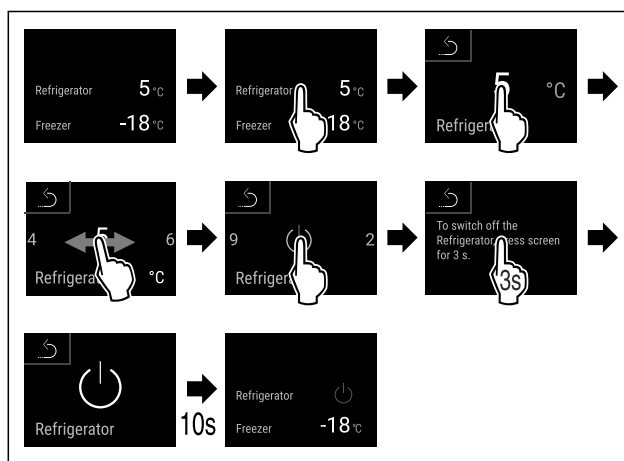 Refrigerator 5 °C
Freezer -18 °C
Refrigerator 5 °C
Freezer 18 °C
5 °C
4 5 6
°C
9 2
To switch off the
Refrigerator,
screen
for 3 s.
3s
Refrigerator
10s
Refrigerator
Freezer -18 °C